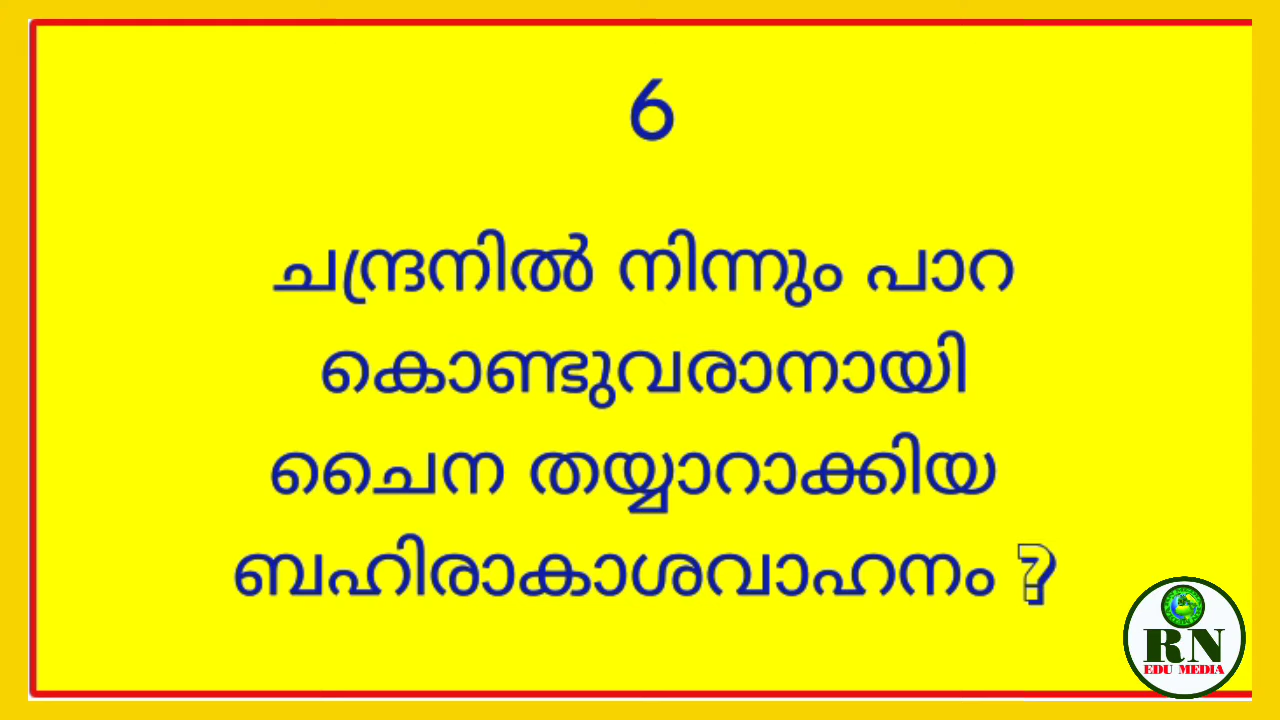 6
ചന്ദ്രനിൽ നിന്നും പാറ
കൊണ്ടുവരാനായി
ചൈന തയ്യാറാക്കിയ
ബഹിരാകാശവാഹനം ?
RN
EDU MEDIA